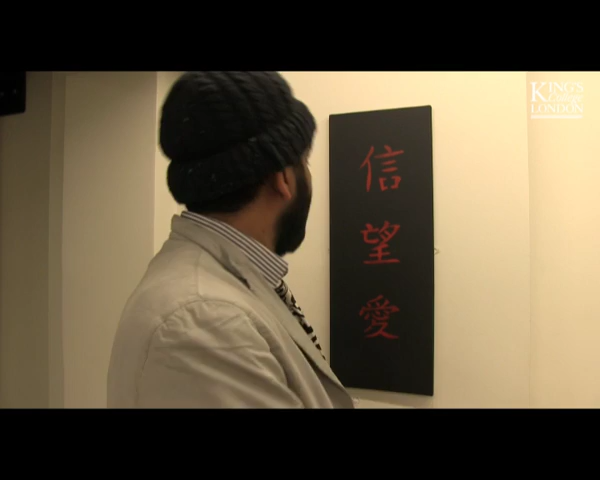 信
望
愛
KING'S
College
LONDON